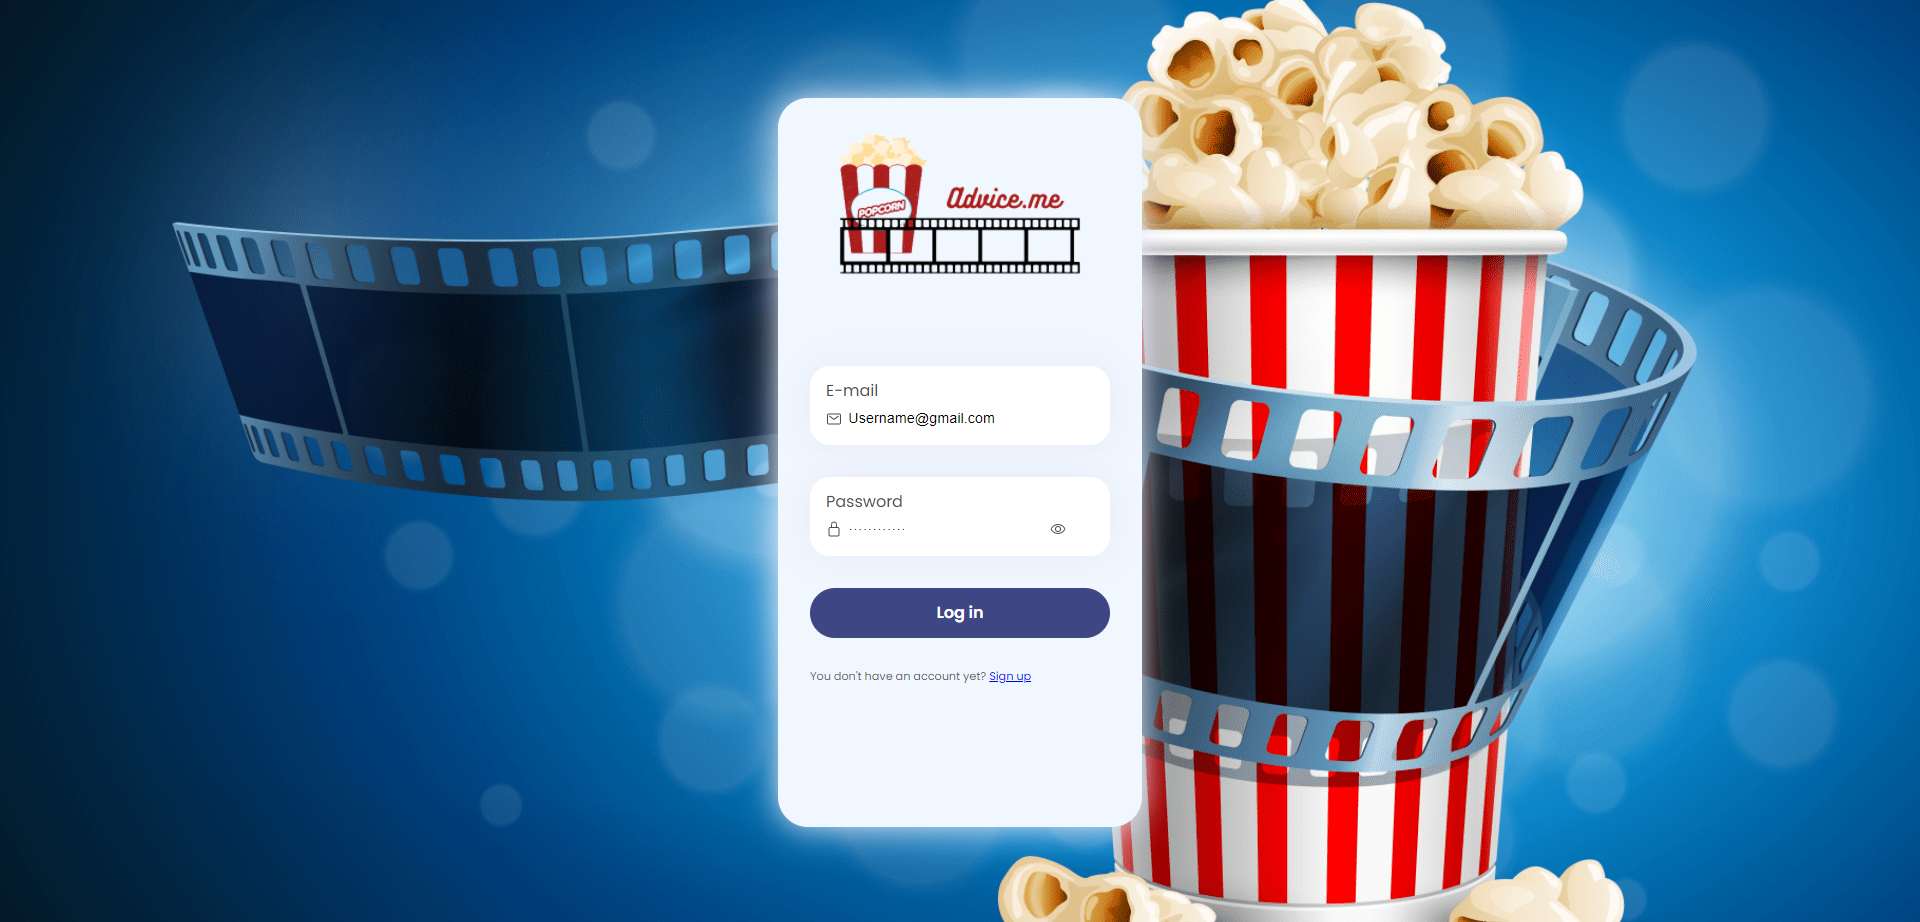 POPCORN
Advice.me
E-mail
Username@gmail.com
Password
············
Log in
You don't have an account yet? Sign up